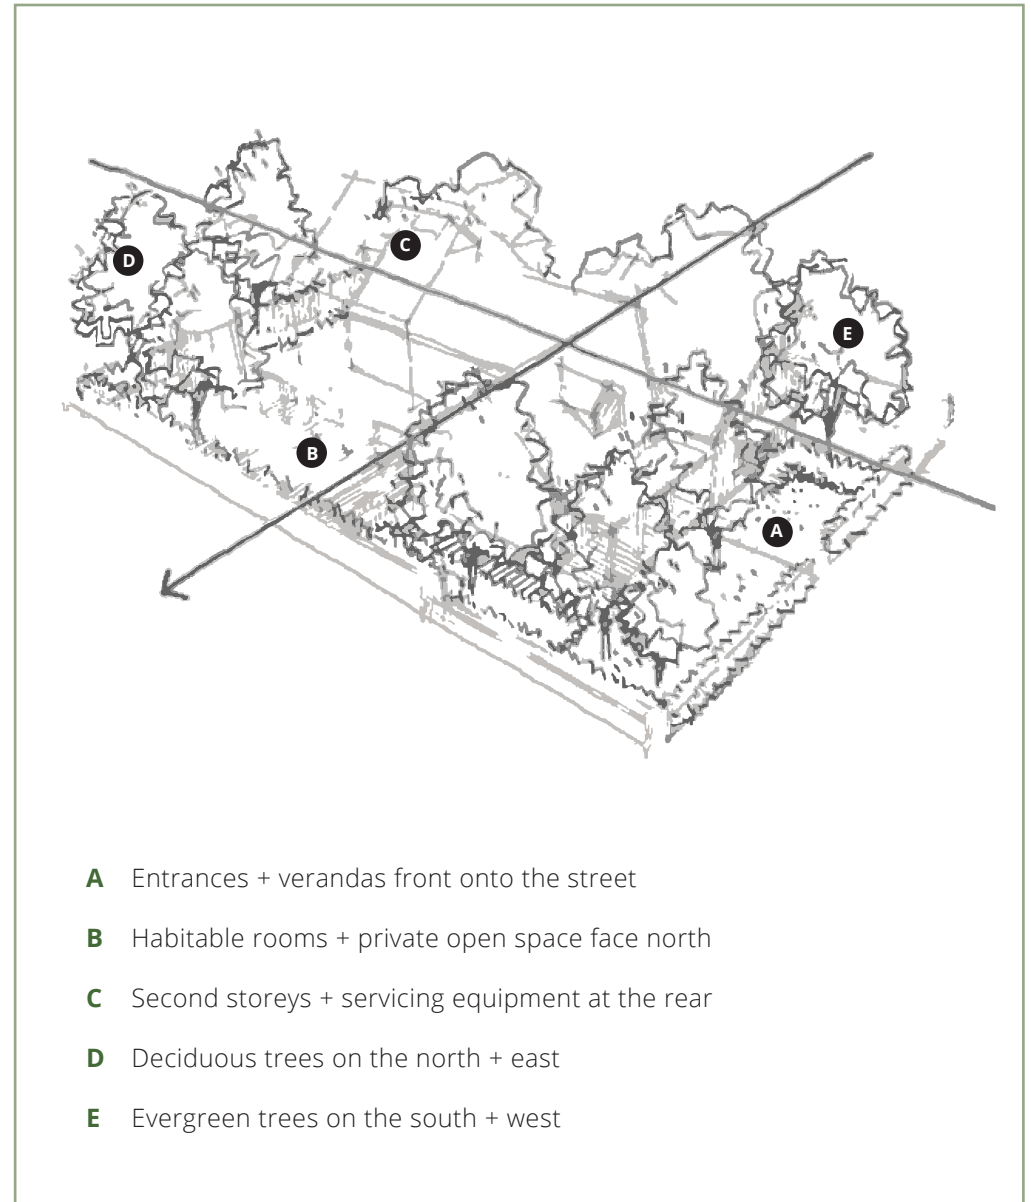 C
D
E
B
A
A Entrances + verandas front onto the street
B Habitable rooms + private open space face north
C Second storeys + servicing equipment at the rear
D Deciduous trees on the north + east
E Evergreen trees on the south + west